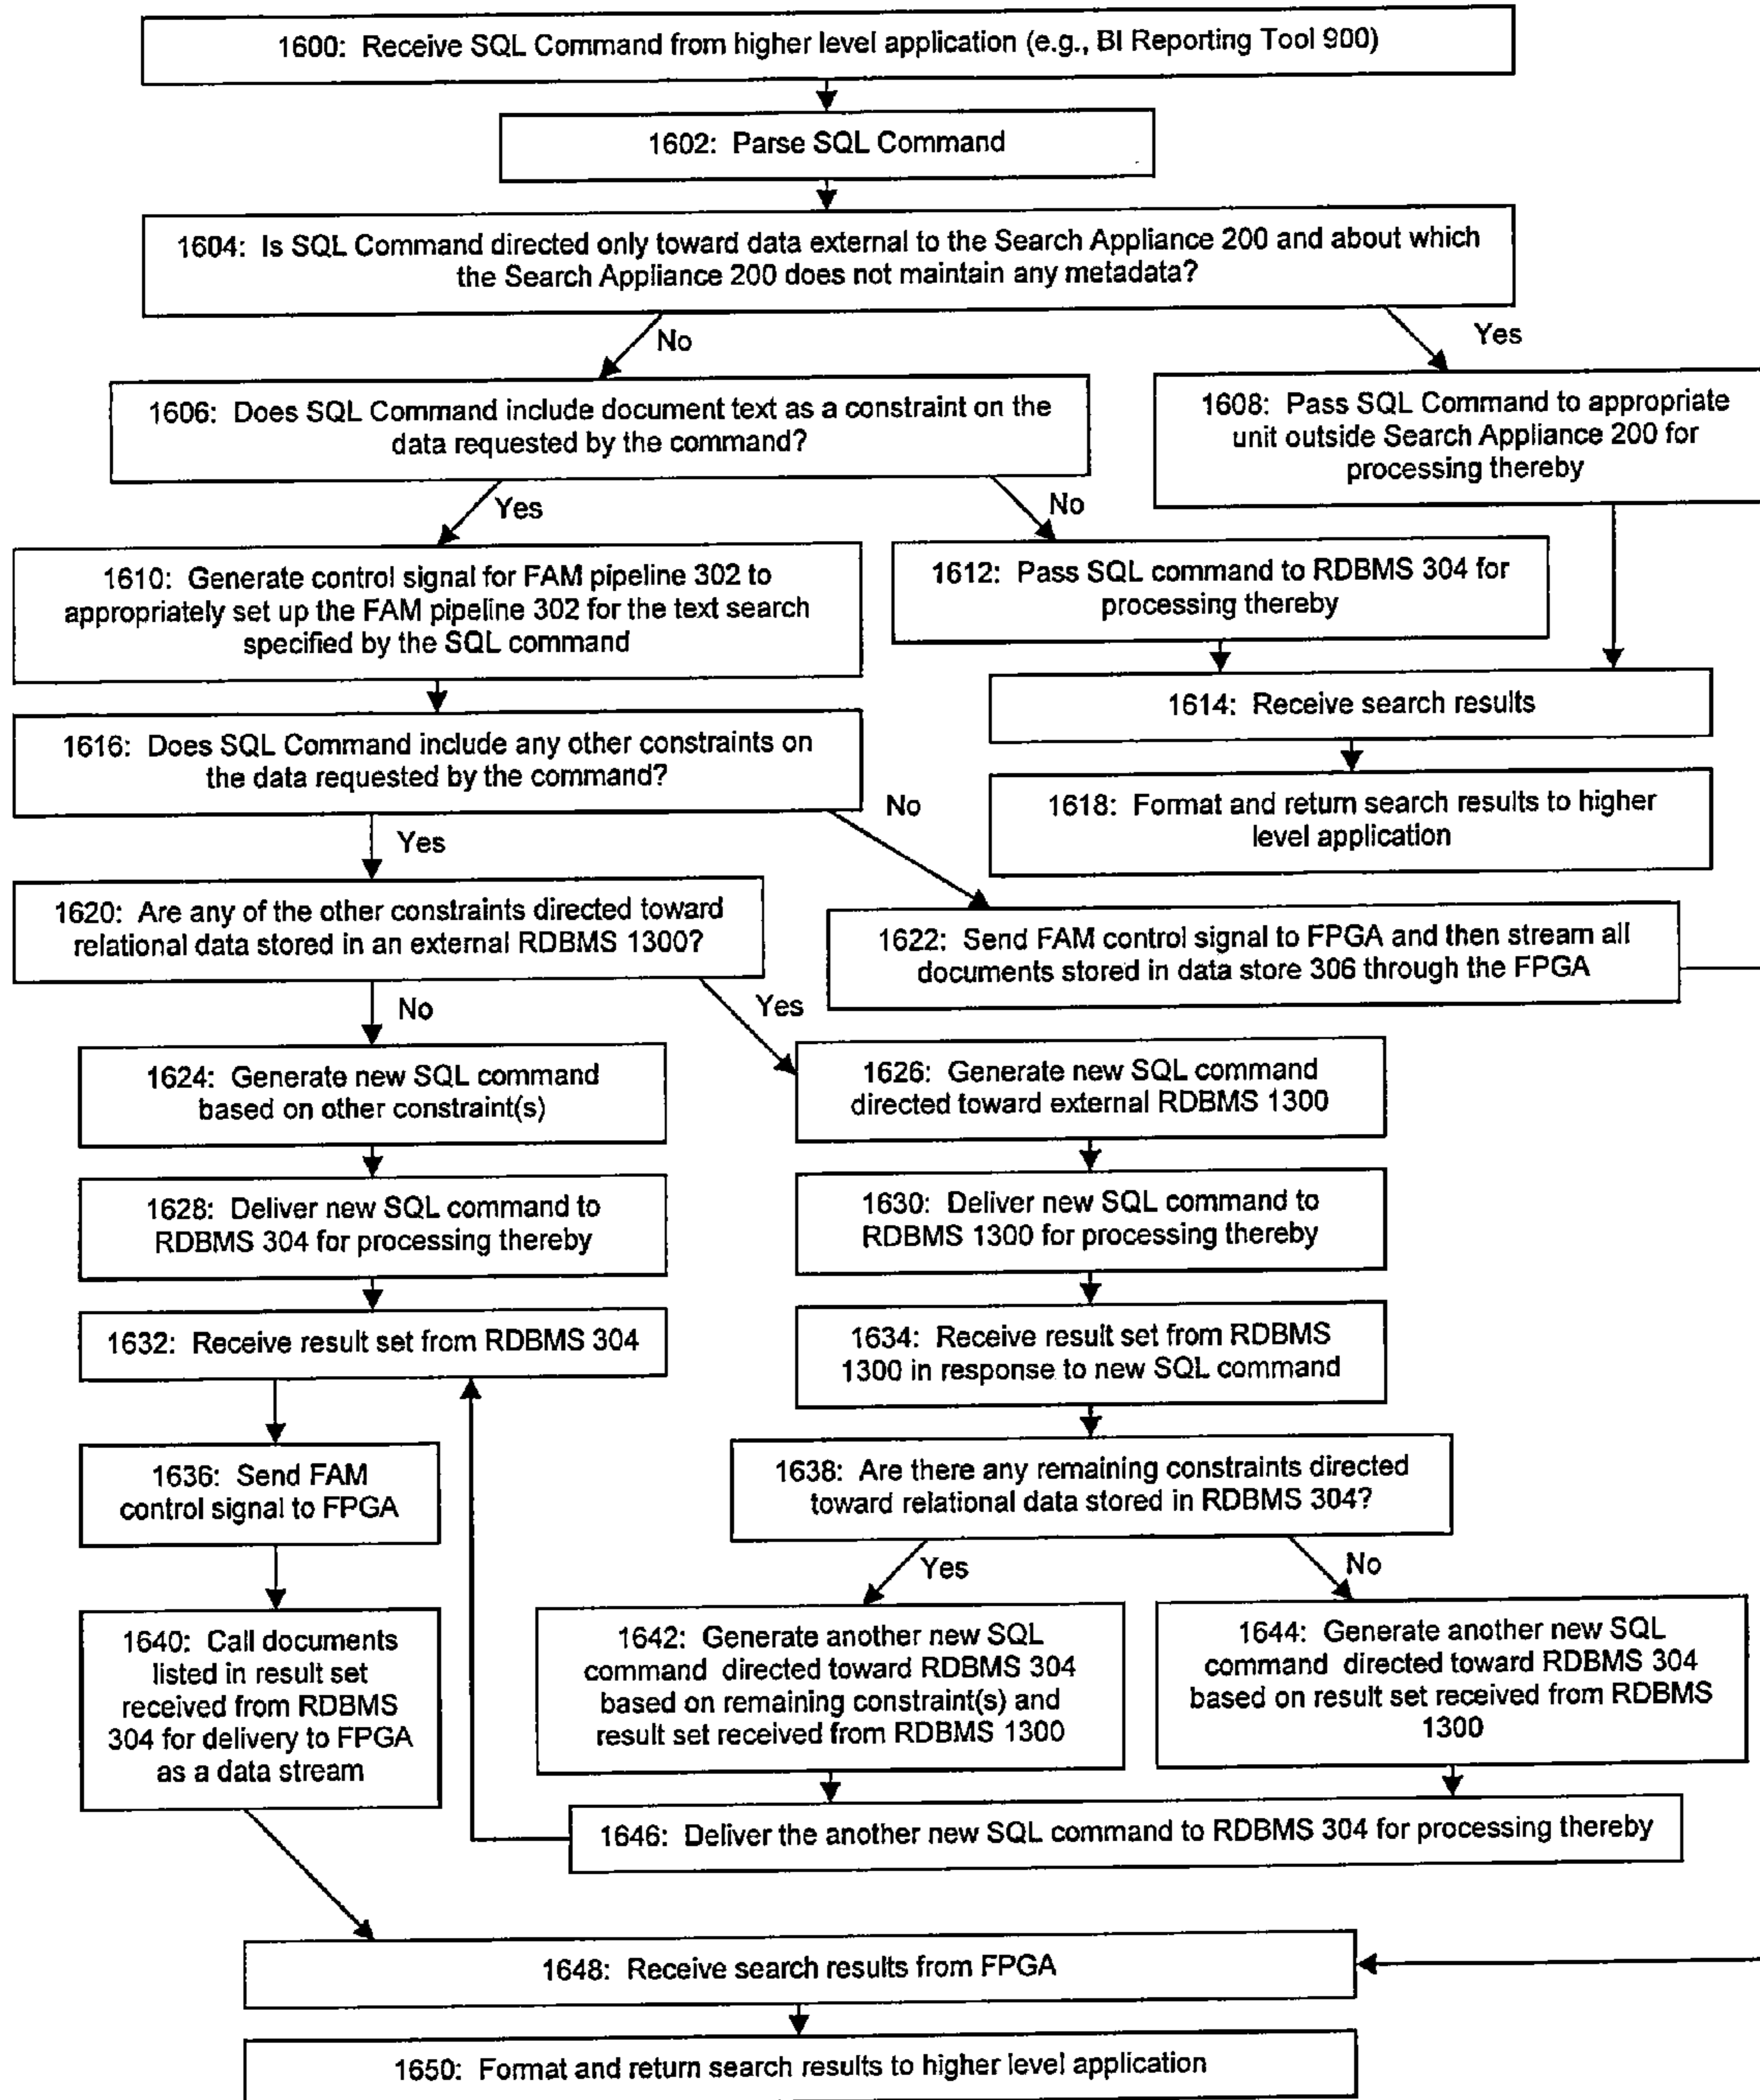 1600: Receive SQL Command from higher level application (e.g., BI Reporting Tool 900)
1602: Parse SQL Command
1604: Is SQL Command directed only toward data external to the Search Appliance 200 and about which
the Search Appliance 200 does not maintain any metadata?
No
Yes
1606: Does SQL Command include document text as a constraint on the
data requested by the command?
1608: Pass SQL Command to appropriate
unit outside Search Appliance 200 for
processing thereby
Yes
No
1610: Generate control signal for FAM pipeline 302 to
appropriately set up the FAM pipeline 302 for the text search
specified by the SQL command
1612: Pass SQL command to RDBMS 304 for
processing thereby
1614: Receive search results
1616: Does SQL Command include any other constraints on
the data requested by the command?
1618: Format and return search results to higher
level application
No
Yes
1620: Are any of the other constraints directed toward
relational data stored in an external RDBMS 1300?
1622: Send FAM control signal to FPGA and then stream all
documents stored in data store 306 through the FPGA
No
Yes
1624: Generate new SQL command
based on other constraint(s)
1626: Generate new SQL command
directed toward external RDBMS 1300
1628: Deliver new SQL command to
RDBMS 304 for processing thereby
1630: Deliver new SQL command to
RDBMS 1300 for processing thereby
1632: Receive result set from RDBMS 304
1634: Receive result set from RDBMS
1300 in response to new SQL command
1636: Send FAM
control signal to FPGA
1638: Are there any remaining constraints directed
toward relational data stored in RDBMS 304?
Yes
No
1640: Call documents
listed in result set
received from RDBMS
304 for delivery to FPGA
as a data stream
1642: Generate another new SQL
command directed toward RDBMS 304
based on remaining constraint(s) and
result set received from RDBMS 1300
1644: Generate another new SQL
command directed toward RDBMS 304
based on result set received from RDBMS
1300
1646: Deliver the another new SQL command to RDBMS 304 for processing thereby
1648: Receive search results from FPGA
1650: Format and return search results to higher level application